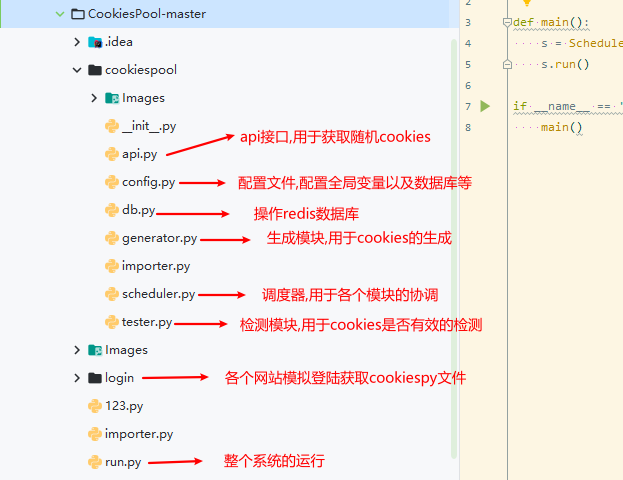 CookiesPool-master
.idea
cookiespool
Images
__init__.py
api.py api接口,用于获取随机cookies
config.py 配置文件,配置全局变量以及数据库等
db.py 操作redis数据库
generator.py 生成模块,用于cookies的生成
importer.py
scheduler.py 调度器,用于各个模块的协调
tester.py 检测模块,用于cookies是否有效的检测
Images
login 各个网站模拟登陆获取cookiespy文件
123.py
importer.py
run.py 整个系统的运行
2
3 def main():
4 s = Schedule
5 s.run()
6
7 if __name__ == '
8 main()